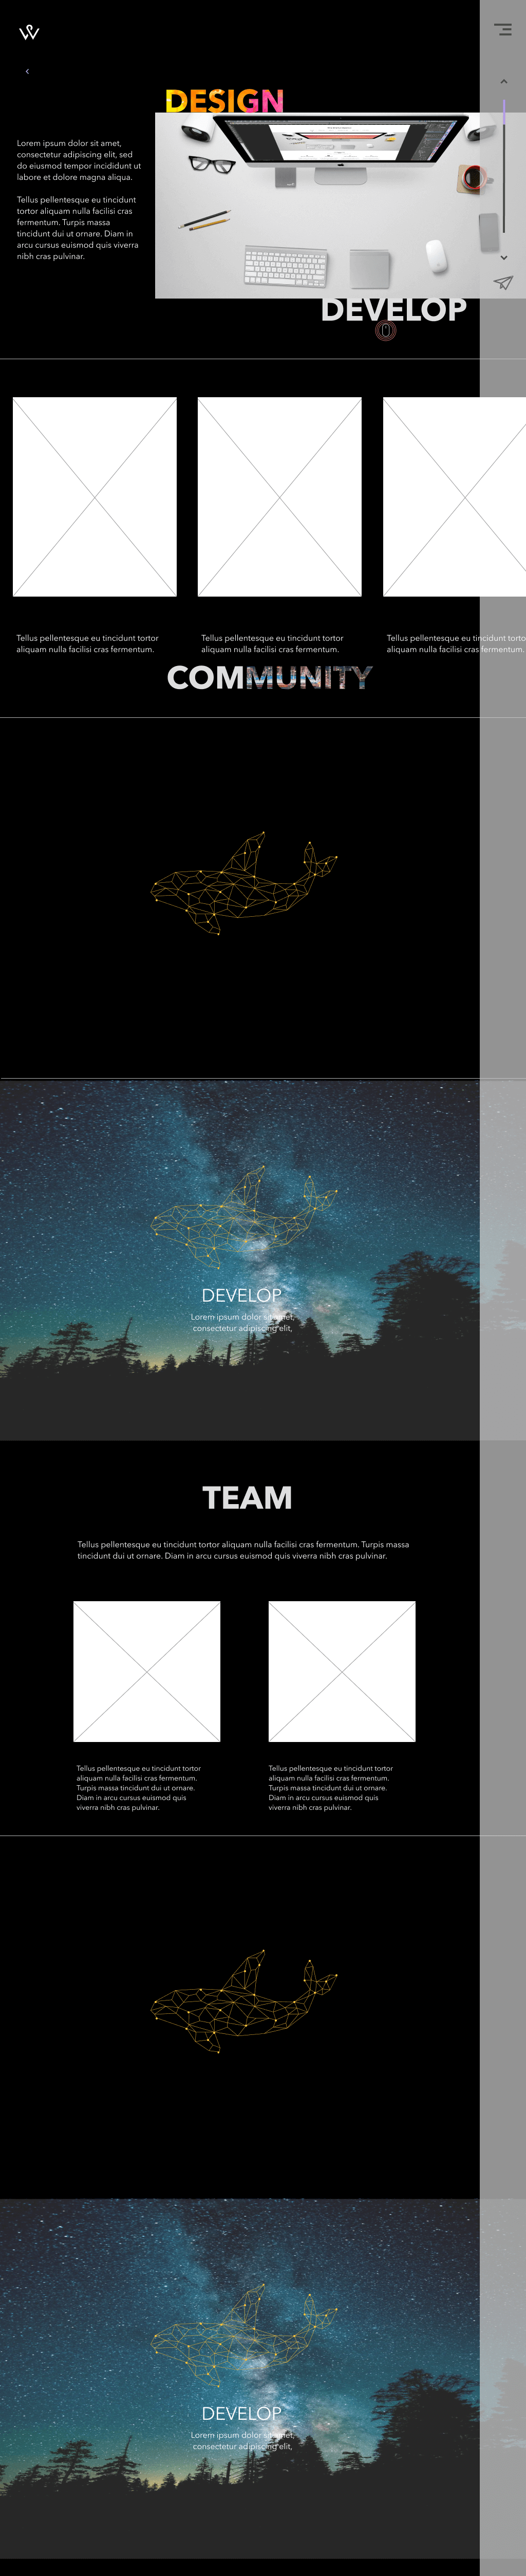 W
DESIGN
Lorem ipsum dolor sit amet,
consectetur adipiscing elit, sed
do eiusmod tempor incididunt ut
labore et dolore magna aliqua.
Tellus pellentesque eu tincidunt
tortor aliquam nulla facilisi cras
fermentum. Turpis massa
tincidunt dui ut ornare. Diam in
arcu cursus euismod quis viverra
nibh cras pulvinar.
DEVELOP
Tellus pellentesque eu tincidunt tortor
aliquam nulla facilisi cras fermentum.
Tellus pellentesque eu tincidunt tortor
aliquam nulla facilisi cras fermentum.
Tellus pellentesque eu tincidunt torto
aliquam nulla facilisi cras fermentum.
COMMUNITY
DEVELOP
Lorem ipsum dolor sit amet,
consectetur adipiscing elit,
TEAM
Tellus pellentesque eu tincidunt tortor aliquam nulla facilisi cras fermentum. Turpis massa
tincidunt dui ut ornare. Diam in arcu cursus euismod quis viverra nibh cras pulvinar.
Tellus pellentesque eu tincidunt tortor
aliquam nulla facilisi cras fermentum.
Turpis massa tincidunt dui ut ornare.
Diam in arcu cursus euismod quis
viverra nibh cras pulvinar.
Tellus pellentesque eu tincidunt tortor
aliquam nulla facilisi cras fermentum.
Turpis massa tincidunt dui ut ornare.
Diam in arcu cursus euismod quis
viverra nibh cras pulvinar.
DEVELOP
Lorem ipsum dolor sit amet,
consectetur adipiscing elit,